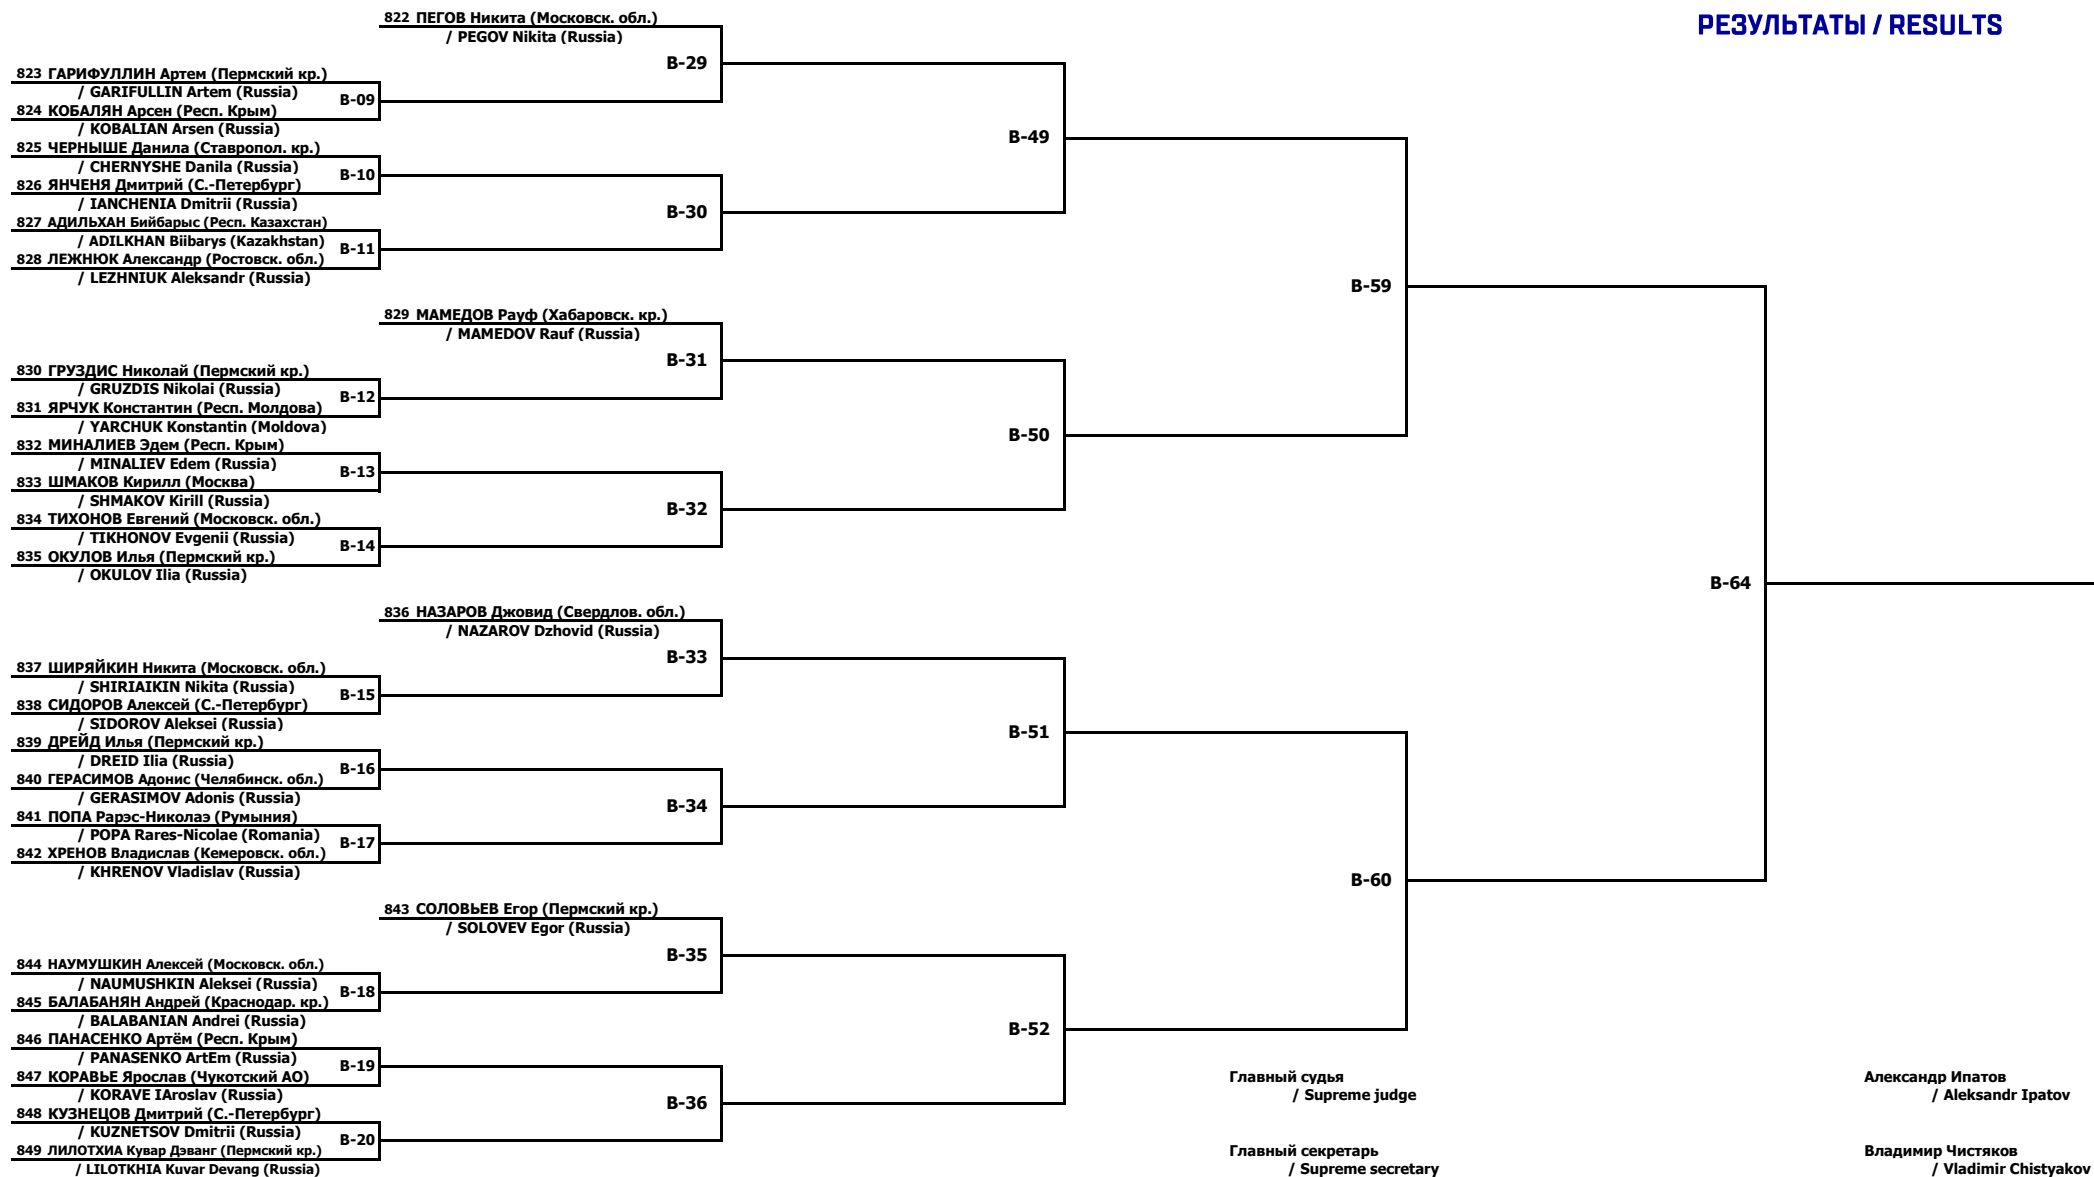 РЕЗУЛЬТАТЫ / RESULTS
822 ПЕГОВ Никита (Московск. обл.)
/ PEGOV Nikita (Russia)
B-29
823 ГАРИФУЛЛИН Артем (Пермский кр.)
/ GARIFULLIN Artem (Russia)
B-09
824 КОБАЛЯН Арсен (Респ. Крым)
/ KOBALIAN Arsen (Russia)
B-49
825 ЧЕРНЫШЕ Данила (Ставропол. кр.)
/ CHERNYSHE Danila (Russia)
B-10
826 ЯНЧЕНЯ Дмитрий (С.-Петербург)
/ IANCHENIA Dmitrii (Russia)
B-30
827 АДИЛЬХАН Бийбарыс (Респ. Казахстан)
/ ADILKHAN Biibarys (Kazakhstan)
B-11
828 ЛЕЖНЮК Александр (Ростовск. обл.)
/ LEZHNIUK Aleksandr (Russia)
B-59
829 МАМЕДОВ Рауф (Хабаровск. кр.)
/ MAMEDOV Rauf (Russia)
B-31
830 ГРУЗДИС Николай (Пермский кр.)
/ GRUZDIS Nikolai (Russia)
B-12
831 ЯРЧУК Константин (Респ. Молдова)
/ YARCHUK Konstantin (Moldova)
B-50
832 МИНАЛИЕВ Эдем (Респ. Крым)
/ MINALIEV Edem (Russia)
B-13
833 ШМАКОВ Кирилл (Москва)
/ SHMAKOV Kirill (Russia)
B-32
834 ТИХОНОВ Евгений (Московск. обл.)
/ TIKHONOV Evgenii (Russia)
B-14
835 ОКУЛОВ Илья (Пермский кр.)
/ OKULOV Ilia (Russia)
B-64
836 НАЗАРОВ Джовид (Свердлов. обл.)
/ NAZAROV Dzhovid (Russia)
B-33
837 ШИРЯЙКИН Никита (Московск. обл.)
/ SHIRIAIKIN Nikita (Russia)
B-15
838 СИДОРОВ Алексей (С.-Петербург)
/ SIDOROV Aleksei (Russia)
B-51
839 ДРЕЙД Илья (Пермский кр.)
/ DREID Ilia (Russia)
B-16
840 ГЕРАСИМОВ Адонис (Челябинск. обл.)
/ GERASIMOV Adonis (Russia)
B-34
841 ПОПА Рарэс-Николаэ (Румыния)
/ POPA Rares-Nicolae (Romania)
B-17
842 ХРЕНОВ Владислав (Кемеровск. обл.)
/ KHRENOV Vladislav (Russia)
B-60
843 СОЛОВЬЕВ Егор (Пермский кр.)
/ SOLOVEV Egor (Russia)
B-35
844 НАУМУШКИН Алексей (Московск. обл.)
/ NAUMUSHKIN Aleksei (Russia)
B-18
845 БАЛАБАНЯН Андрей (Краснодар. кр.)
/ BALABANIAN Andrei (Russia)
B-52
846 ПАНАСЕНКО Артём (Респ. Крым)
/ PANASENKO ArtEm (Russia)
B-19
847 КОРАВЬЕ Ярослав (Чукотский АО)
/ KORAVE IAroslav (Russia)
B-36
848 КУЗНЕЦОВ Дмитрий (С.-Петербург)
/ KUZNETSOV Dmitrii (Russia)
B-20
849 ЛИЛОТХИА Кувар Дэванг (Пермский кр.)
/ LILOTKHIA Kuvar Devang (Russia)
Главный судья
/ Supreme judge
Александр Ипатов
/ Aleksandr Ipatov
Главный секретарь
/ Supreme secretary
Владимир Чистяков
/ Vladimir Chistyakov